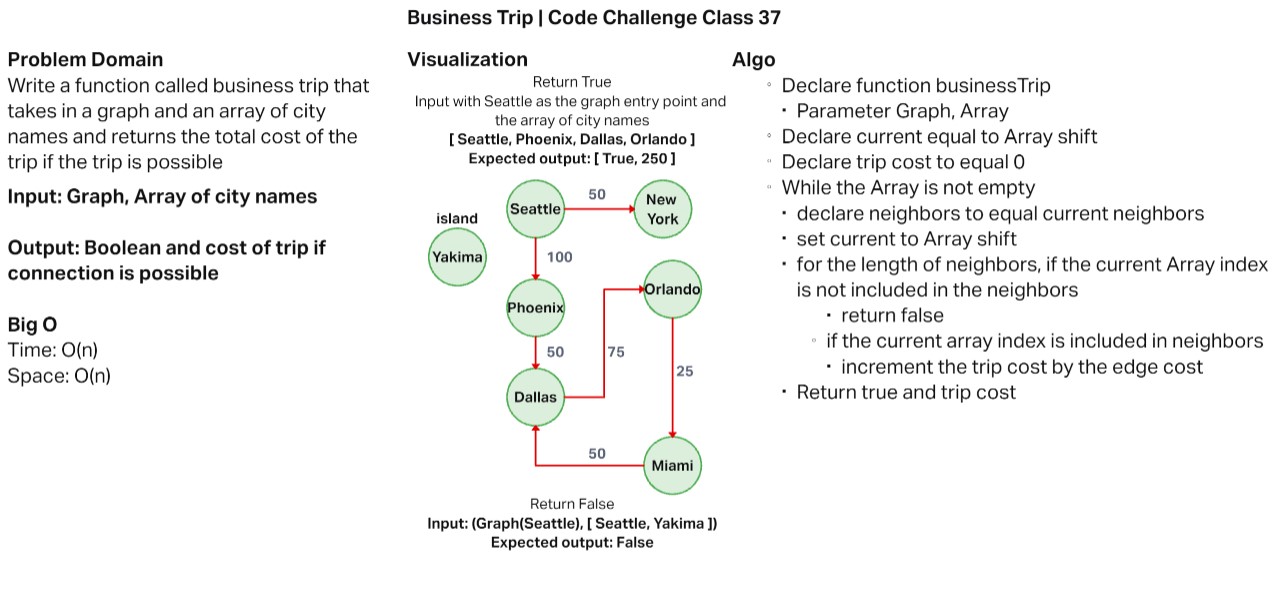 Business Trip | Code Challenge Class 37
Problem Domain
Write a function called business trip that
takes in a graph and an array of city
names and returns the total cost of the
trip if the trip is possible
Input: Graph, Array of city names
Output: Boolean and cost of trip if
connection is possible
Big O
Time: O(n)
Space: O(n)
Visualization
Return True
Input with Seattle as the graph entry point and
the array of city names
[ Seattle, Phoenix, Dallas, Orlando ]
Expected output: [ True, 250 ]
Seattle
50
New
York
island
Yakima
100
Orlando
Phoenix
50
75
25
Dallas
50
Miami
Return False
Input: (Graph(Seattle), [ Seattle, Yakima ])
Expected output: False
Algo
◦ Declare function businessTrip
▪ Parameter Graph, Array
◦ Declare current equal to Array shift
◦ Declare trip cost to equal 0
◦ While the Array is not empty
▪ declare neighbors to equal current neighbors
▪ set current to Array shift
▪ for the length of neighbors, if the current Array index
is not included in the neighbors
▪ return false
◦ if the current array index is included in neighbors
▪ increment the trip cost by the edge cost
▪ Return true and trip cost